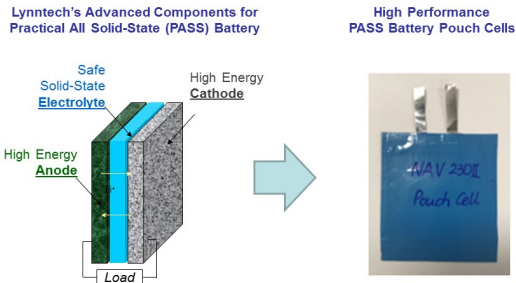 Lynntech's Advanced Components for
Practical All Solid-State (PASS) Battery
High Performance
PASS Battery Pouch Cells
Safe
Solid-State
Electrolyte
High Energy
Cathode
High Energy
Anode
Load
NAV 230II
Pouch Cell